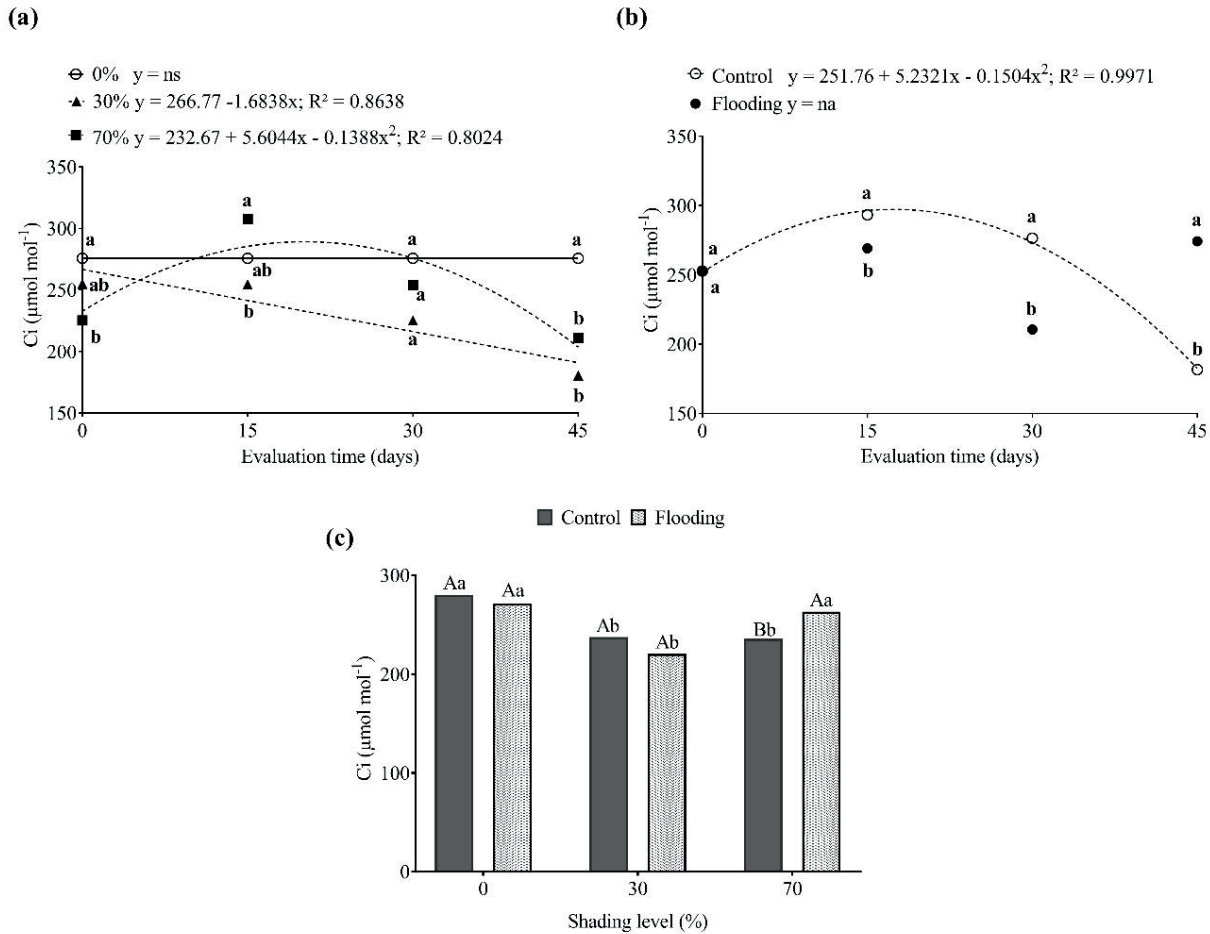 (a)
0% y = ns
30% y = 266.77 -1.6838x; R² = 0.8638
70% y = 232.67 + 5.6044x - 0.1388x²; R² = 0.8024
350
300
250
200
150
Ci (µmol mol⁻¹)
a
a
a
a
ab
ab
a
b
b
b
a
b
0
15
30
45
Evaluation time (days)
(b)
Control y = 251.76 + 5.2321x - 0.1504x²; R² = 0.9971
Flooding y = na
350
300
250
200
150
Ci (µmol mol⁻¹)
a
a
a
a
a
b
b
b
0
15
30
45
Evaluation time (days)
(c)
Control Flooding
300
200
100
0
Ci (µmol mol⁻¹)
Aa Aa
Ab Ab
Bb Aa
0
30
70
Shading level (%)